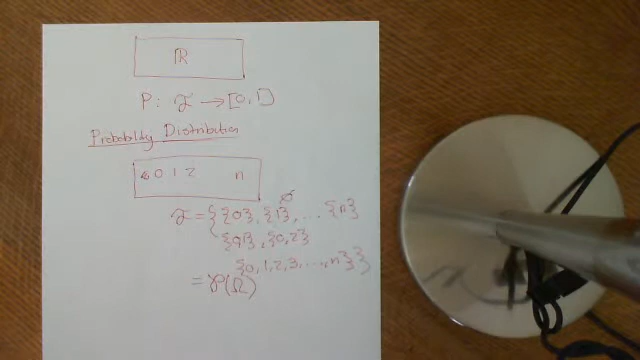 ℝ
P: ℱ → [0, 1]
Probability Distribution
0 1 2 n
ℱ = { {0}, {1}, ∅ ... {n}
{0,1}, {0,2}
{0, 1, 2, 3, ..., n} }
= 𝒫(Ω)